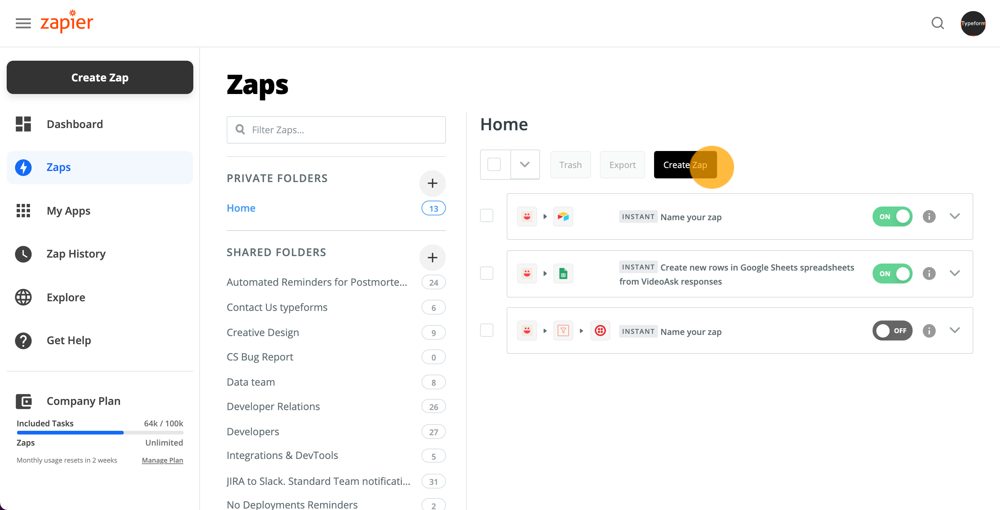 zapier
Typeform
Create Zap
Dashboard
Zaps
My Apps
Zap History
Explore
Get Help
Company Plan
Included Tasks 64k / 100k
Zaps Unlimited
Monthly usage resets in 2 weeks Manage Plan
Zaps
Filter Zaps...
PRIVATE FOLDERS
Home 13
SHARED FOLDERS
Automated Reminders for Postmorte... 24
Contact Us typeforms 6
Creative Design 9
CS Bug Report 0
Data team 8
Developer Relations 26
Developers 27
Integrations & DevTools 5
JIRA to Slack. Standard Team notificati... 31
No Deployments Reminders 2
Home
Trash Export Create Zap
INSTANT Name your zap ON
INSTANT Create new rows in Google Sheets spreadsheets
from VideoAsk responses ON
INSTANT Name your zap OFF